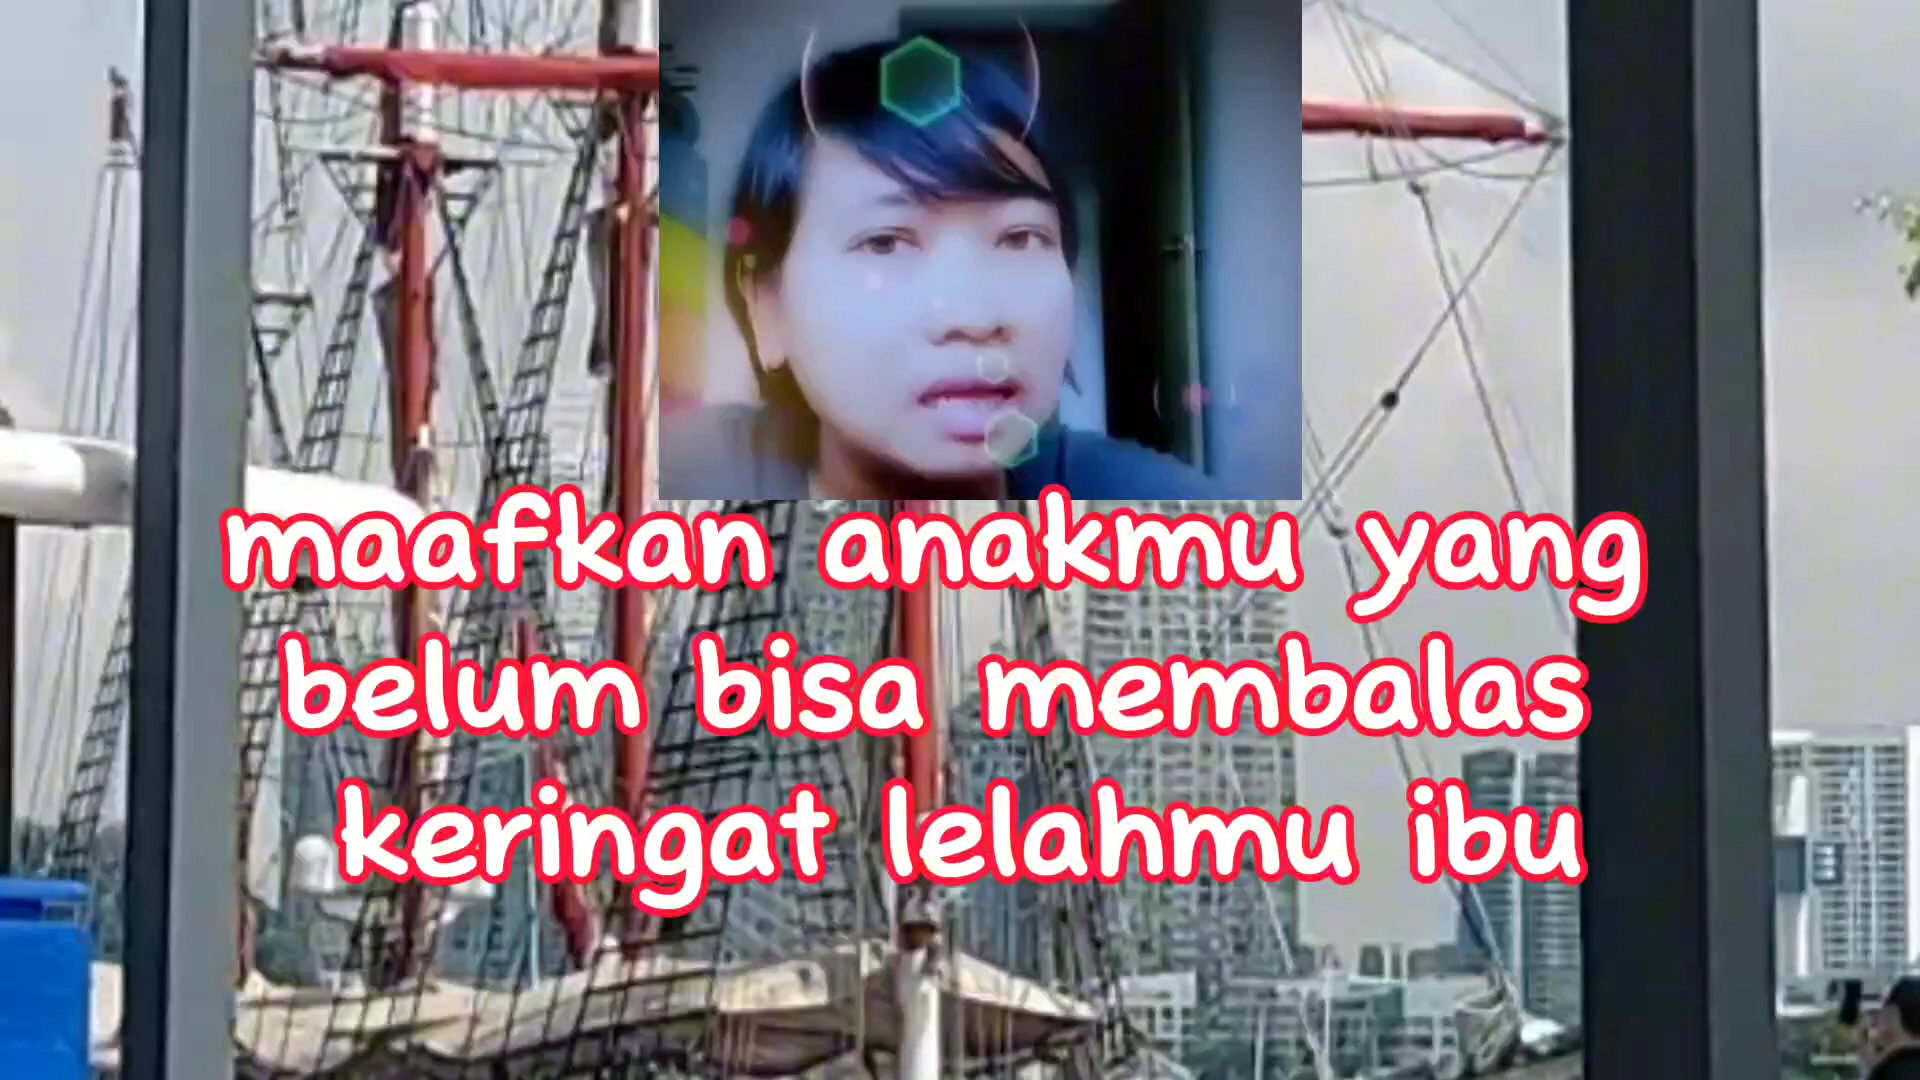 maafkan anakmu yang
belum bisa membalas
keringat lelahmu ibu